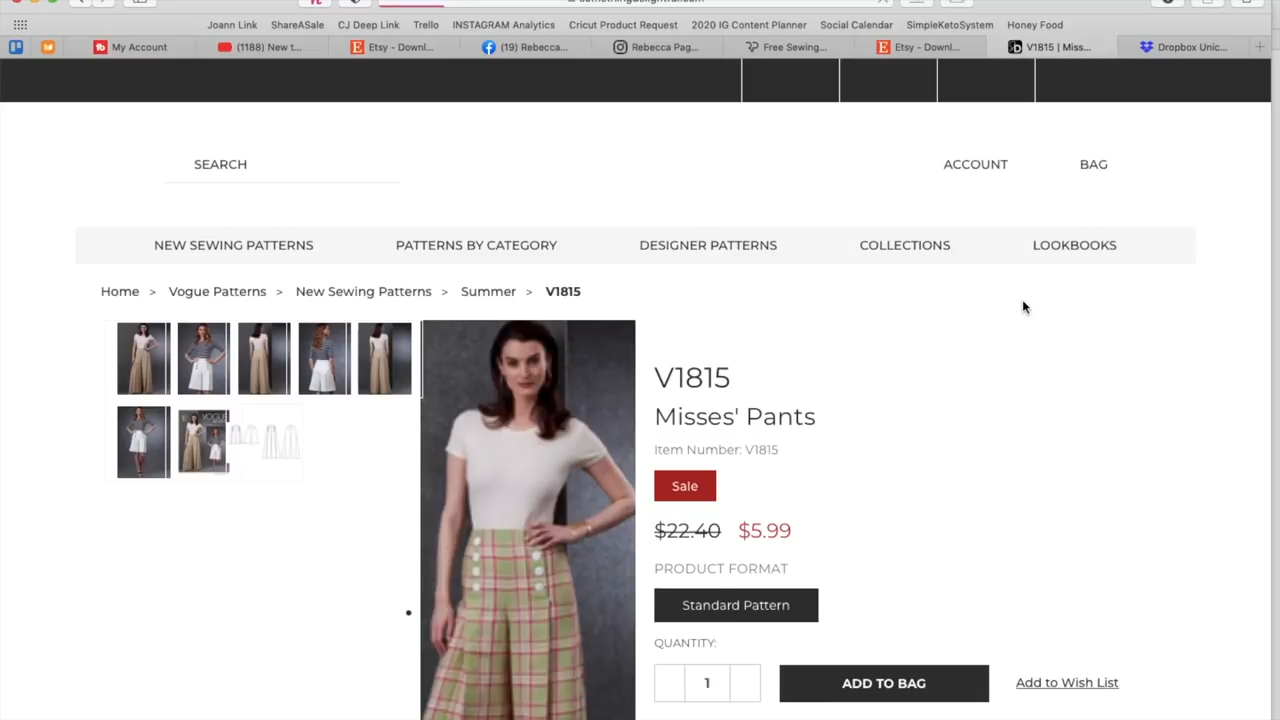 Joann Link ShareASale CJ Deep Link Trello INSTAGRAM Analytics Cricut Product Request 2020 IG Content Planner Social Calendar SimpleKetoSystem Honey Food
My Account (1188) New t... Etsy - Downl... (19) Rebecca... Rebecca Pag... Free Sewing... Etsy - Downl... V1815 | Miss... Dropbox Unic...
SEARCH ACCOUNT BAG
NEW SEWING PATTERNS PATTERNS BY CATEGORY DESIGNER PATTERNS COLLECTIONS LOOKBOOKS
Home > Vogue Patterns > New Sewing Patterns > Summer > V1815
V1815
Misses' Pants
Item Number: V1815
Sale
$22.40 $5.99
PRODUCT FORMAT
Standard Pattern
QUANTITY:
1 ADD TO BAG Add to Wish List